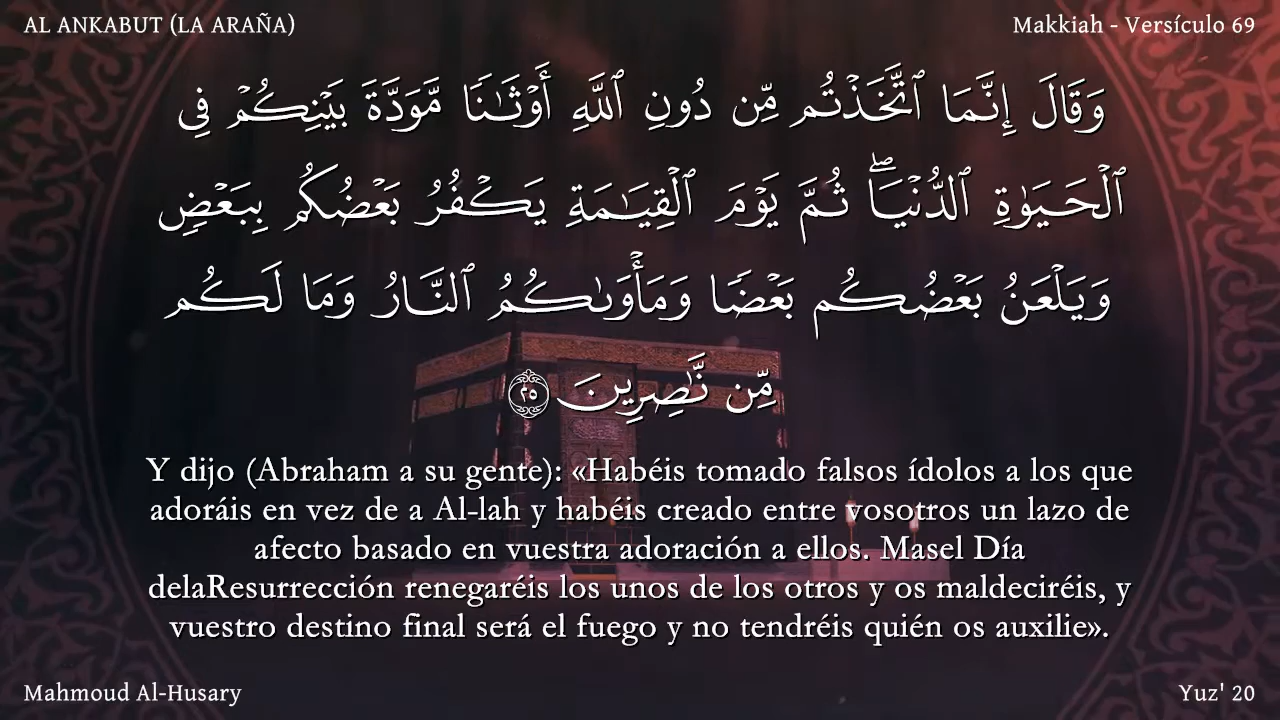 AL ANKABUT (LA ARAÑA)
Makkiah - Versículo 69
وَقَالَ إِنَّمَا ٱتَّخَذۡتُم مِّن دُونِ ٱللَّهِ أَوۡثَٰنٗا مَّوَدَّةَ بَيۡنِكُمۡ فِي
ٱلۡحَيَوٰةِ ٱلدُّنۡيَاۖ ثُمَّ يَوۡمَ ٱلۡقِيَٰمَةِ يَكۡفُرُ بَعۡضُكُم بِبَعۡضٖ
وَيَلۡعَنُ بَعۡضُكُم بَعۡضٗا وَمَأۡوَىٰكُمُ ٱلنَّارُ وَمَا لَكُم
مِّن نَّٰصِرِينَ ٢٥
Y dijo (Abraham a su gente): «Habéis tomado falsos ídolos a los que
adoráis en vez de a Al-lah y habéis creado entre vosotros un lazo de
afecto basado en vuestra adoración a ellos. Masel Día
delaResurrección renegaréis los unos de los otros y os maldeciréis, y
vuestro destino final será el fuego y no tendréis quién os auxilie».
Mahmoud Al-Husary
Yuz' 20